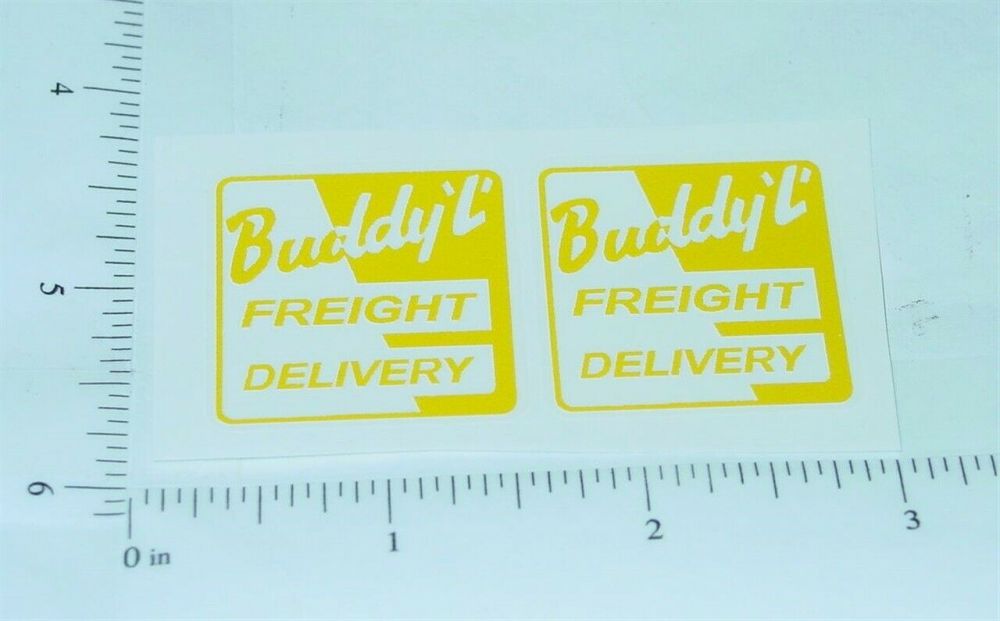 Buddy 'L'
FREIGHT
DELIVERY
Buddy 'L'
FREIGHT
DELIVERY
4
5
6
0 in
1
2
3